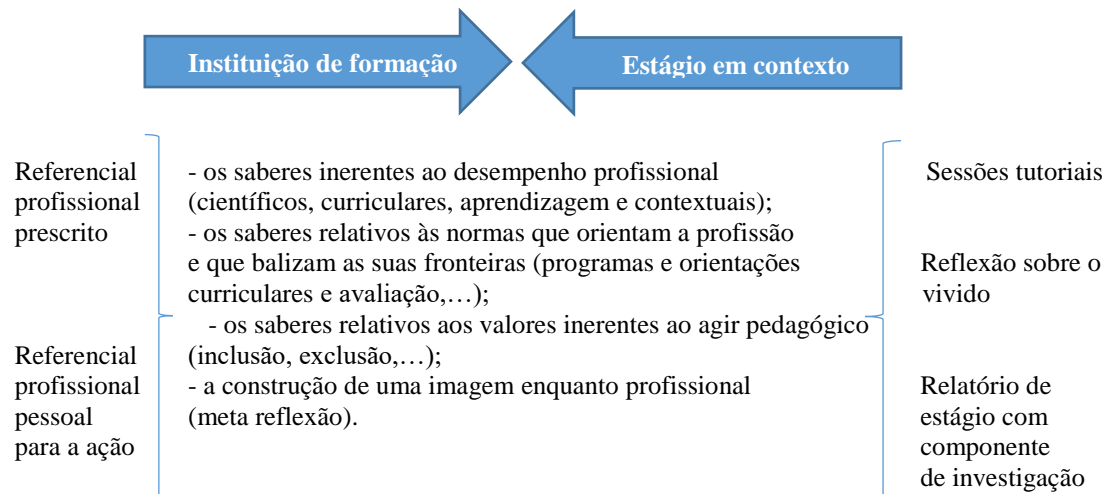 Instituição de formação
Estágio em contexto
Referencial
profissional
prescrito
Referencial
profissional
pessoal
para a ação
- os saberes inerentes ao desempenho profissional
(científicos, curriculares, aprendizagem e contextuais);
- os saberes relativos às normas que orientam a profissão
e que balizam as suas fronteiras (programas e orientações
curriculares e avaliação,…);
- os saberes relativos aos valores inerentes ao agir pedagógico
(inclusão, exclusão,…);
- a construção de uma imagem enquanto profissional
(meta reflexão).
Sessões tutoriais
Reflexão sobre o
vivido
Relatório de
estágio com
componente
de investigação